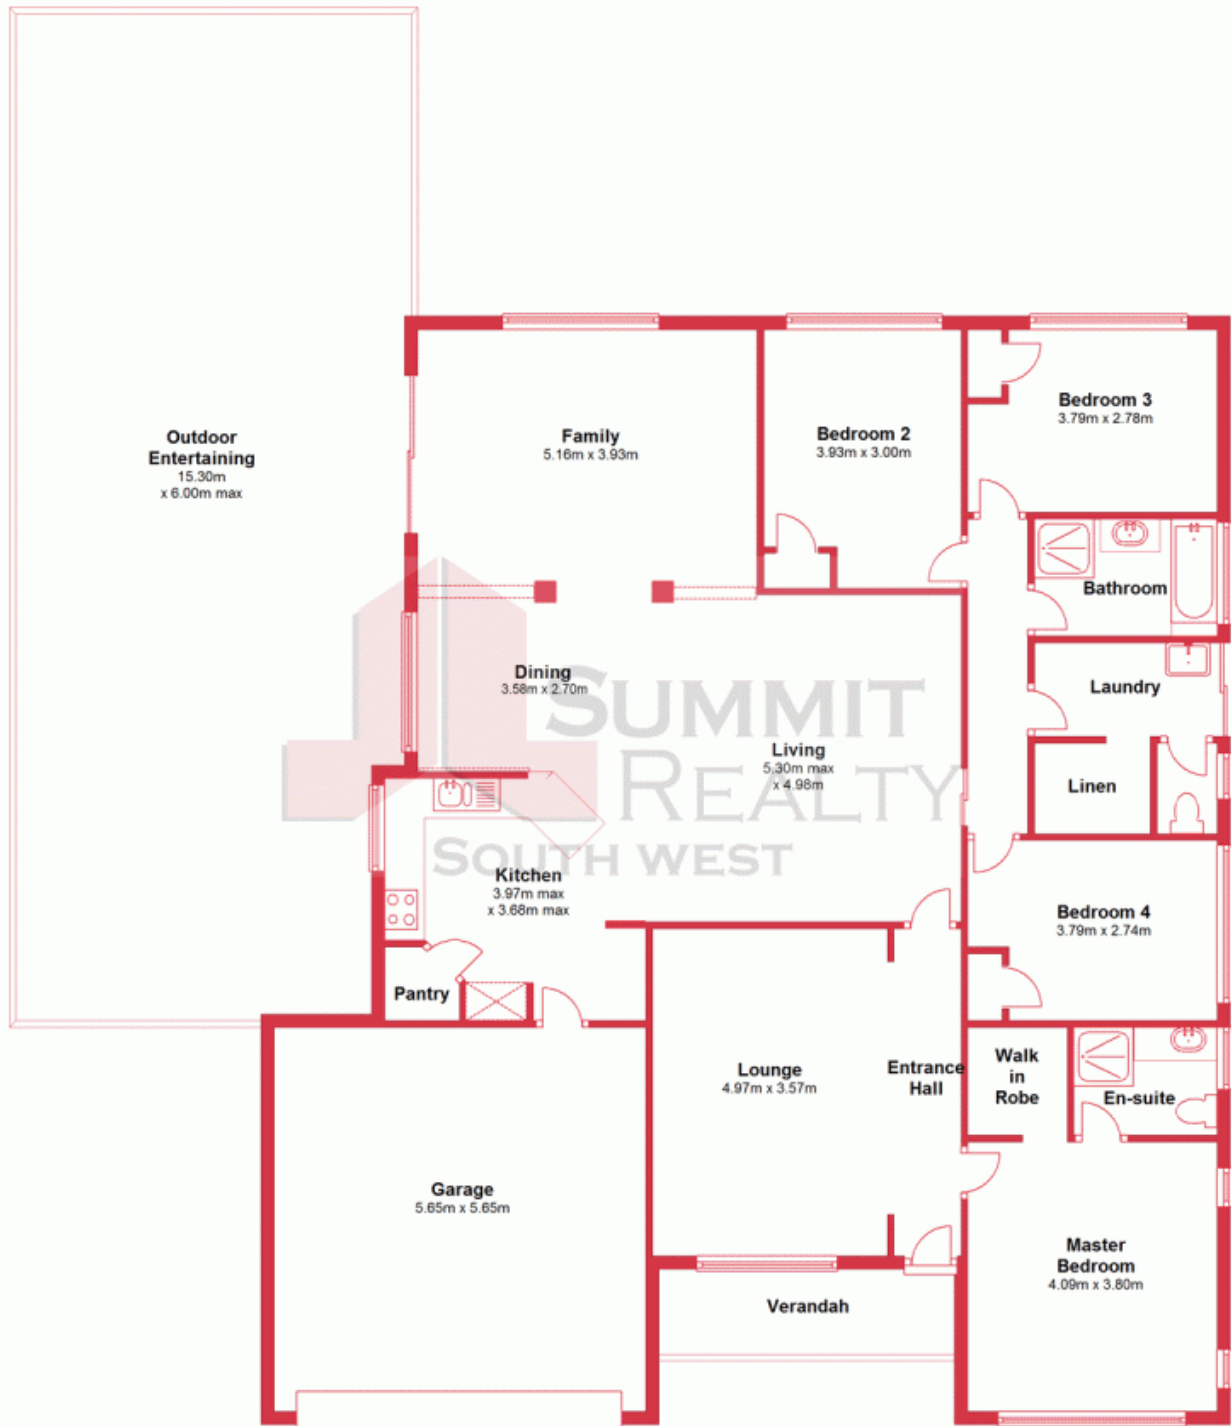 Outdoor
Entertaining
15.30m
x 6.00m max
Family
5.16m x 3.93m
Bedroom 2
3.93m x 3.00m
Bedroom 3
3.79m x 2.78m
Bathroom
Dining
3.58m x 2.70m
Laundry
Living
5.30m max
x 4.98m
Linen
SUMMIT
REALTY
SOUTH WEST
Kitchen
3.97m max
x 3.68m max
Bedroom 4
3.79m x 2.74m
Pantry
Lounge
4.97m x 3.57m
Entrance
Hall
Walk
in
Robe
En-suite
Garage
5.65m x 5.65m
Master
Bedroom
4.09m x 3.80m
Verandah